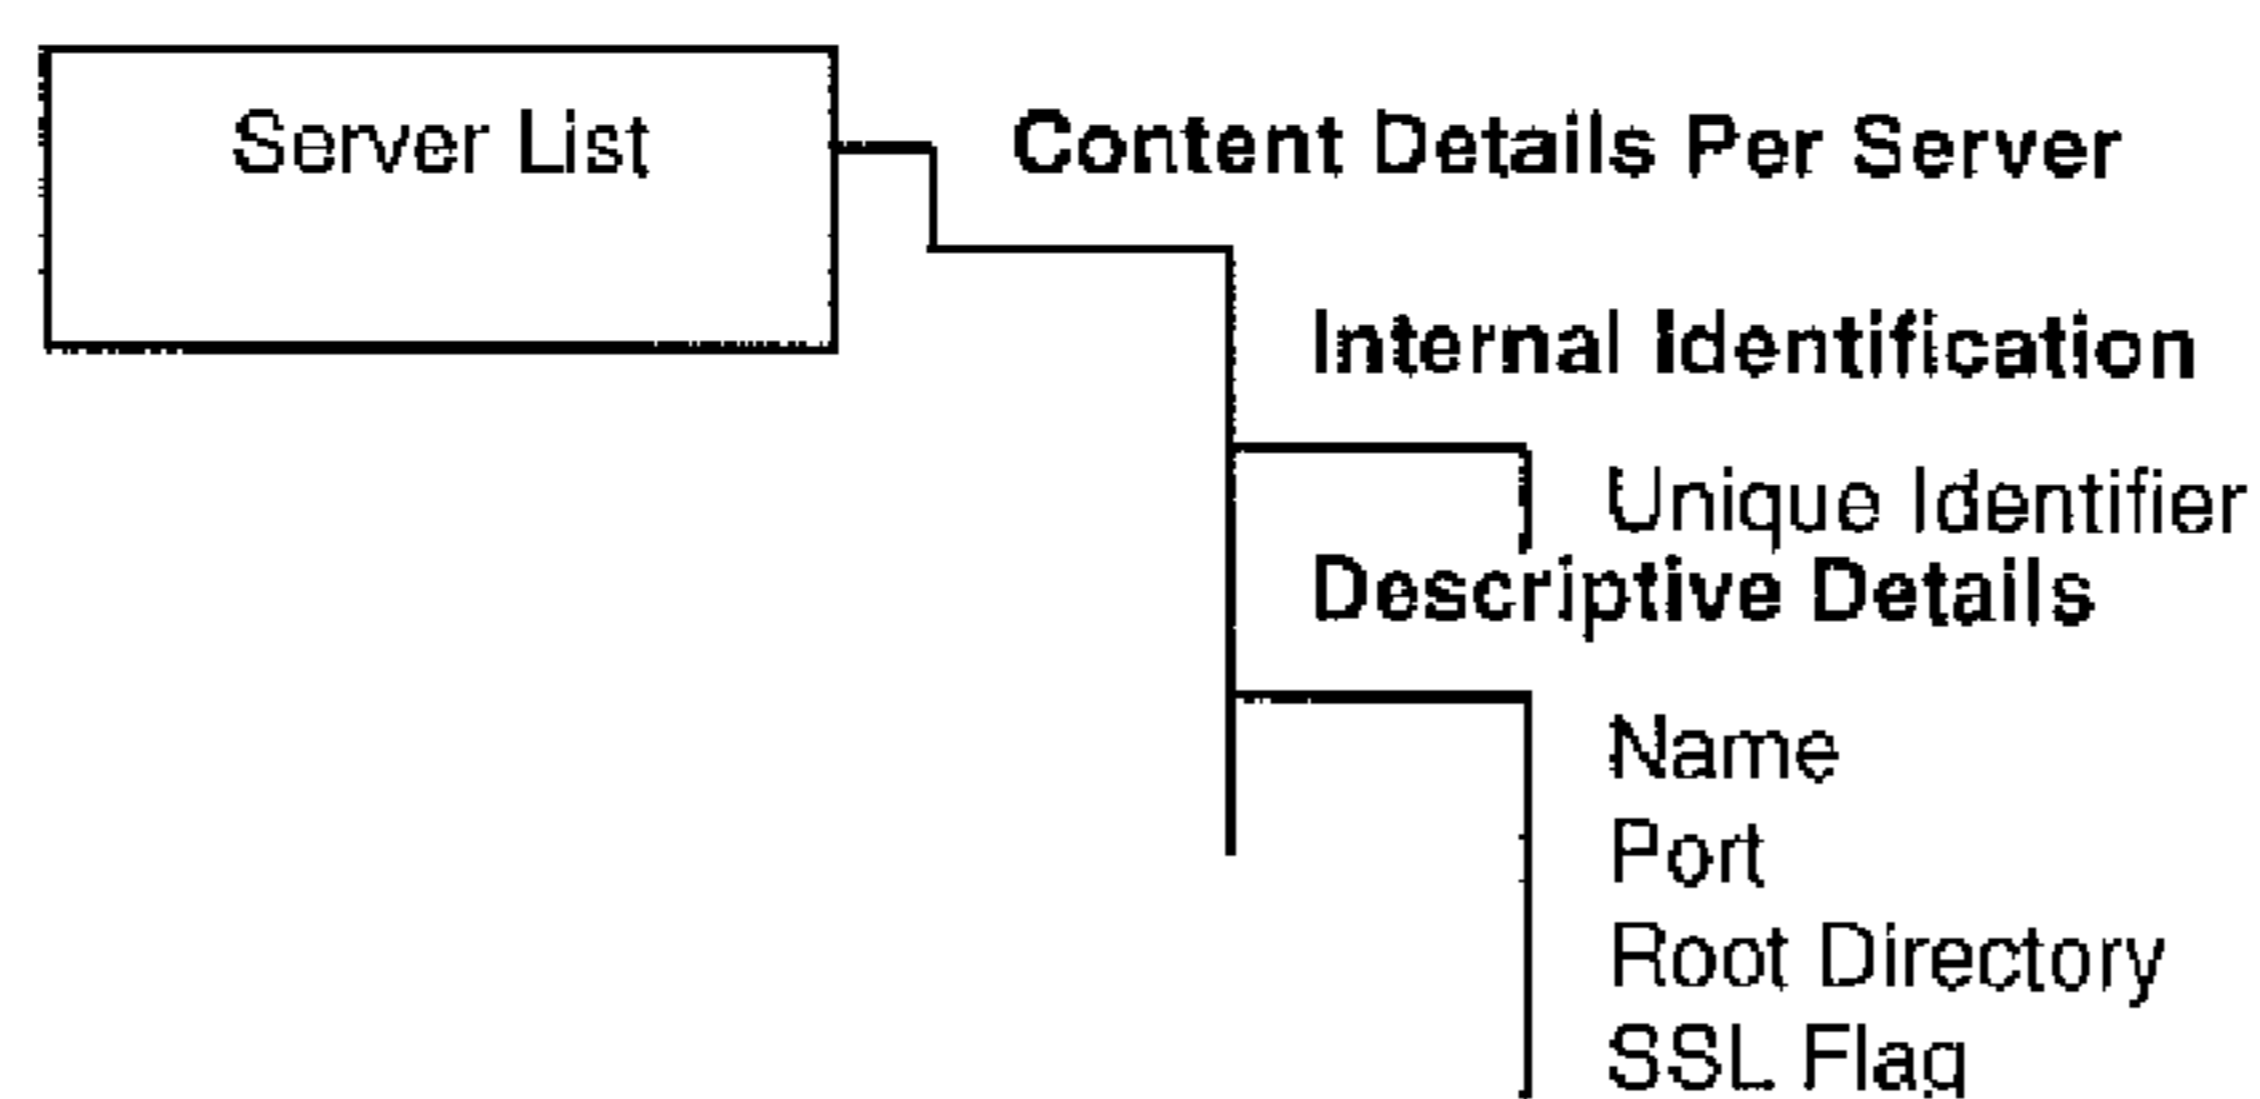 Server List
Content Details Per Server
Internal Identification
Unique Identifier
Descriptive Details
Name
Port
Root Directory
SSL Flag